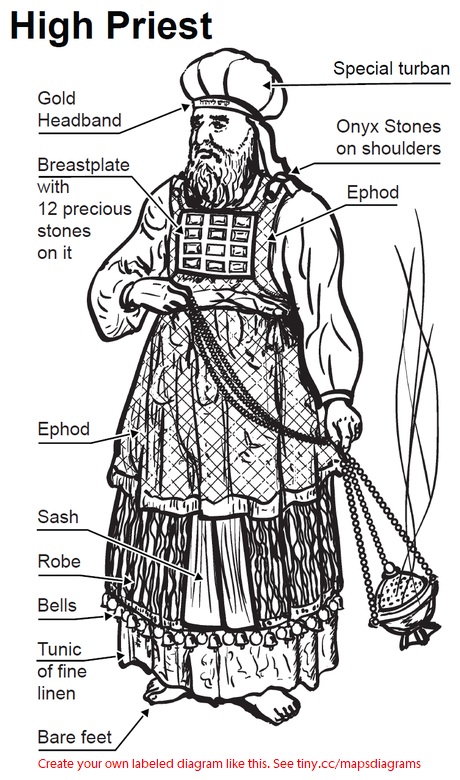 High Priest
Special turban
Gold
Headband
Onyx Stones
on shoulders
Breastplate
with
12 precious
stones
on it
Ephod
Ephod
Sash
Robe
Bells
Tunic
of fine
linen
Bare feet
Create your own labeled diagram like this. See tiny.cc/mapsdiagrams